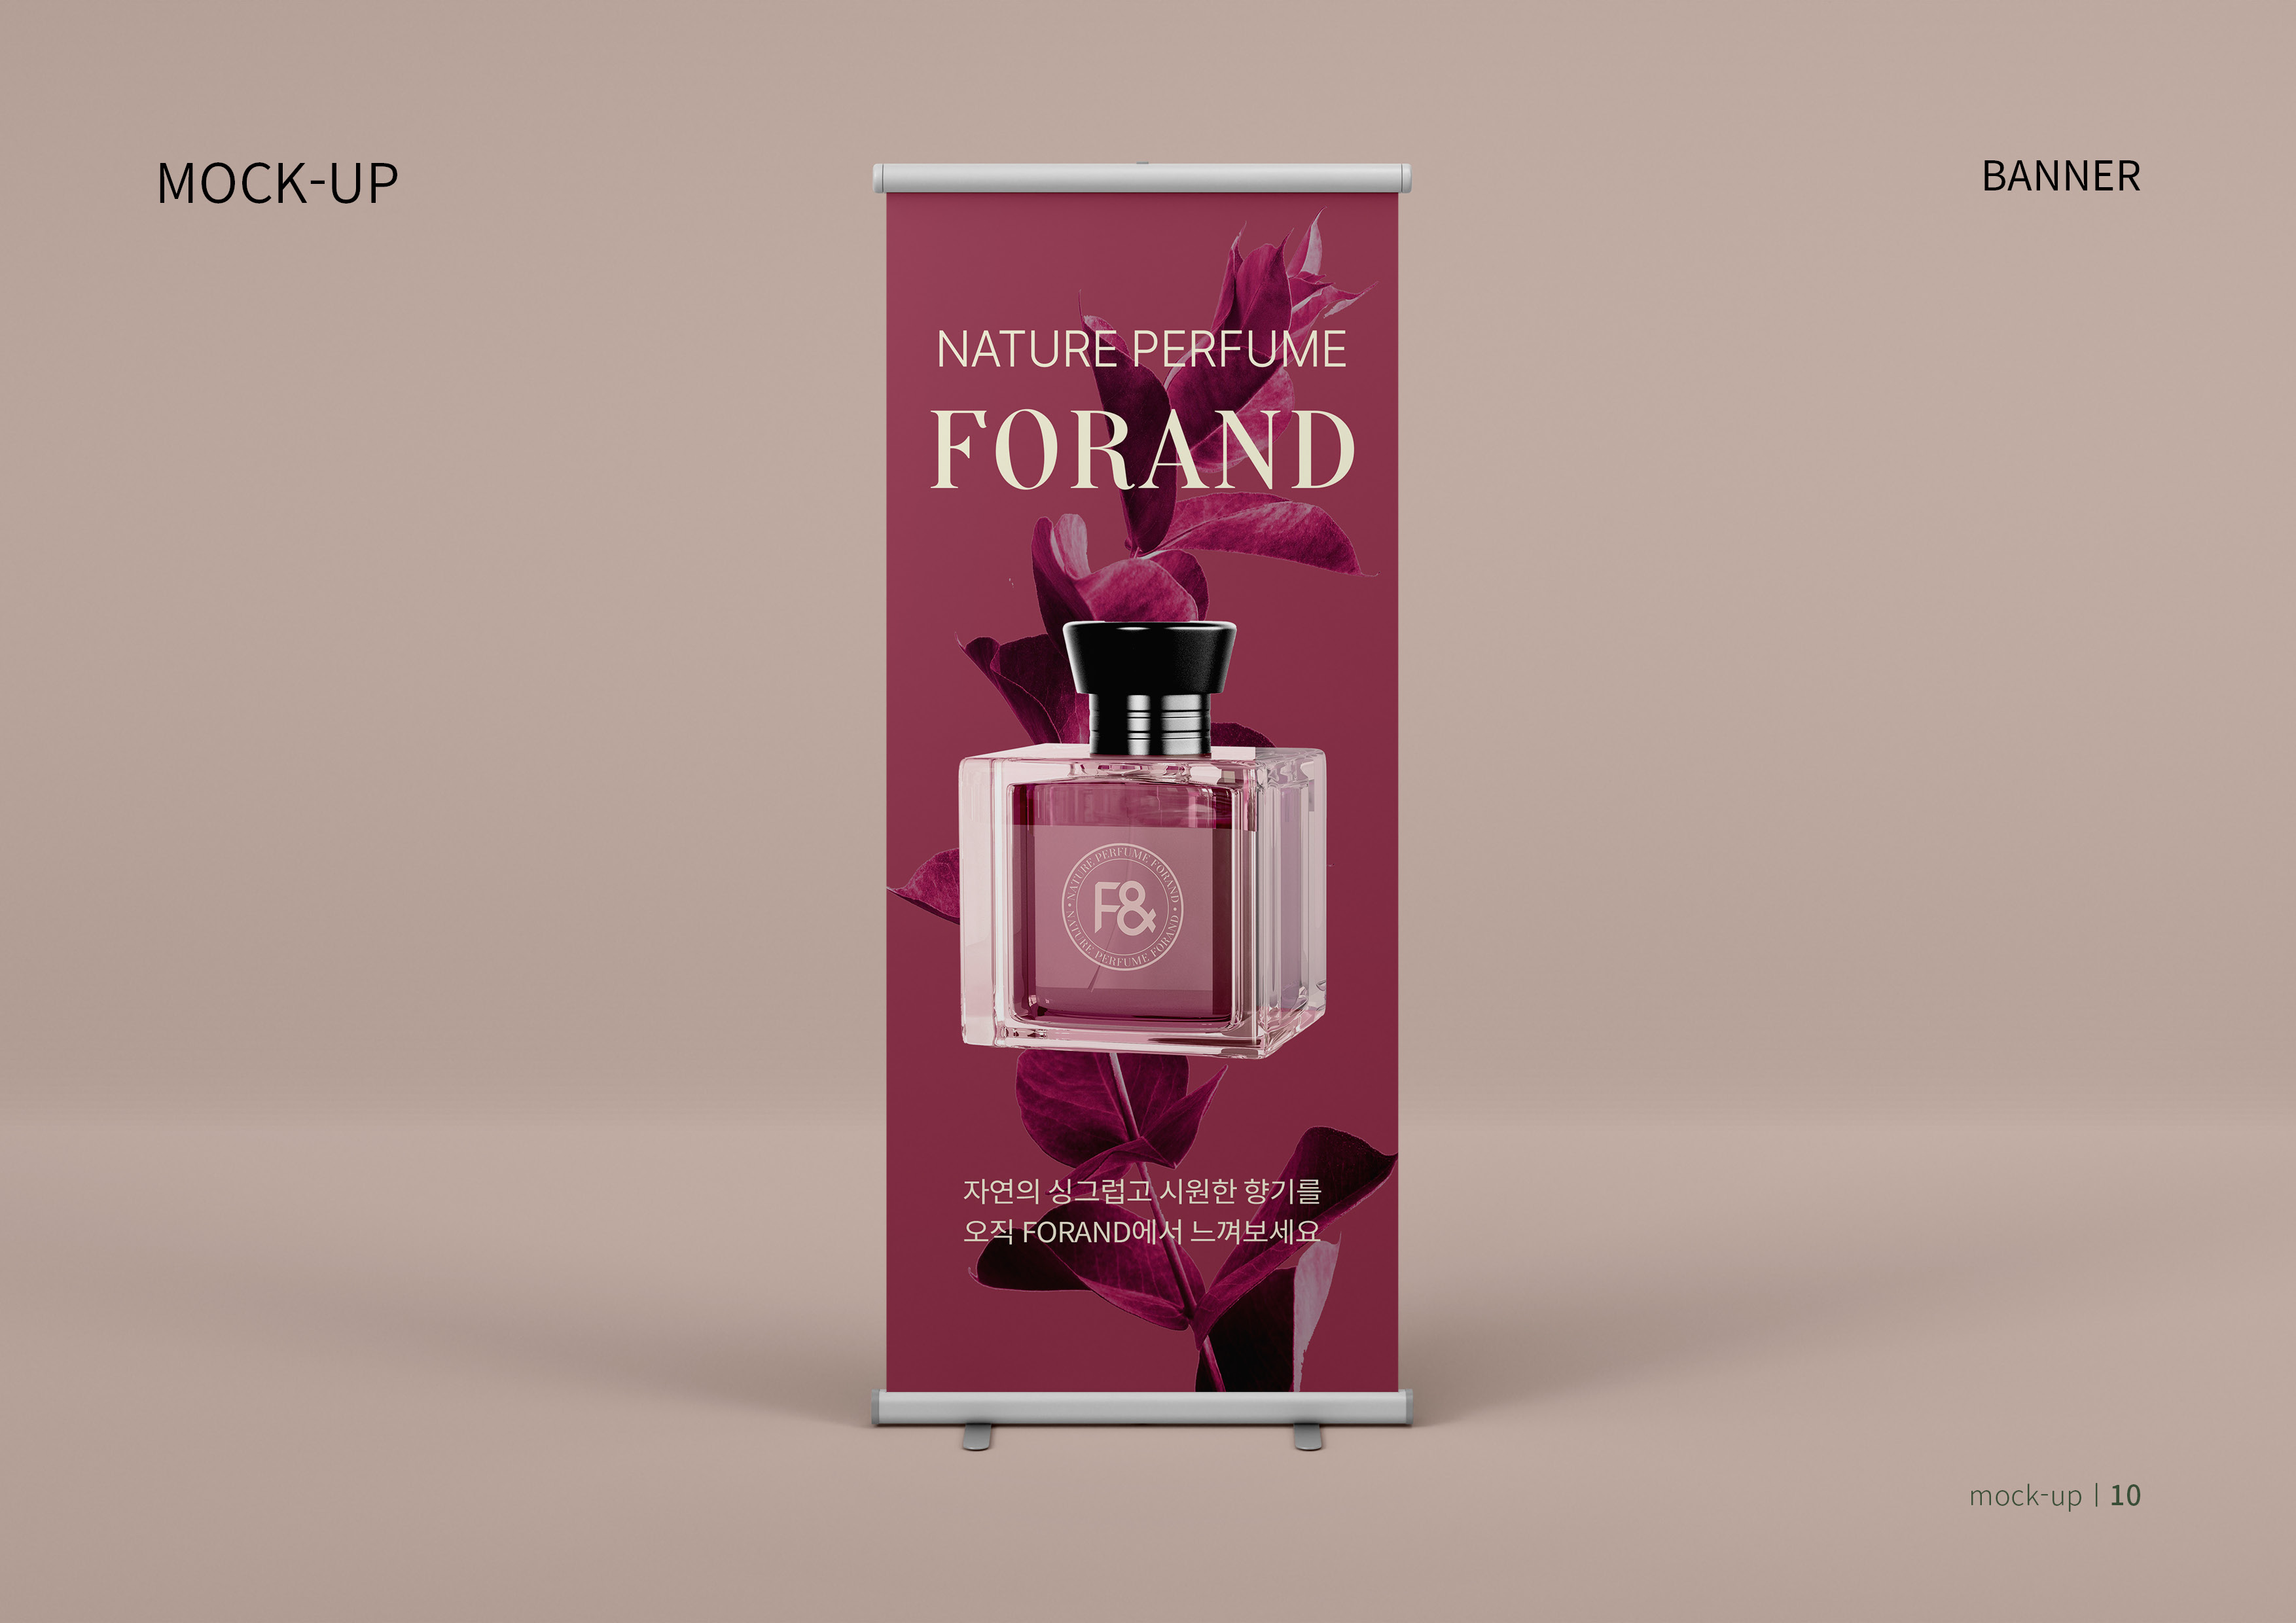 MOCK-UP
BANNER
NATURE PERFUME
FORAND
NATURE PERFUME FORAND • NATURE PERFUME FORAND •
F&
자연의 싱그럽고 시원한 향기를
오직 FORAND에서 느껴보세요
mock-up | 10